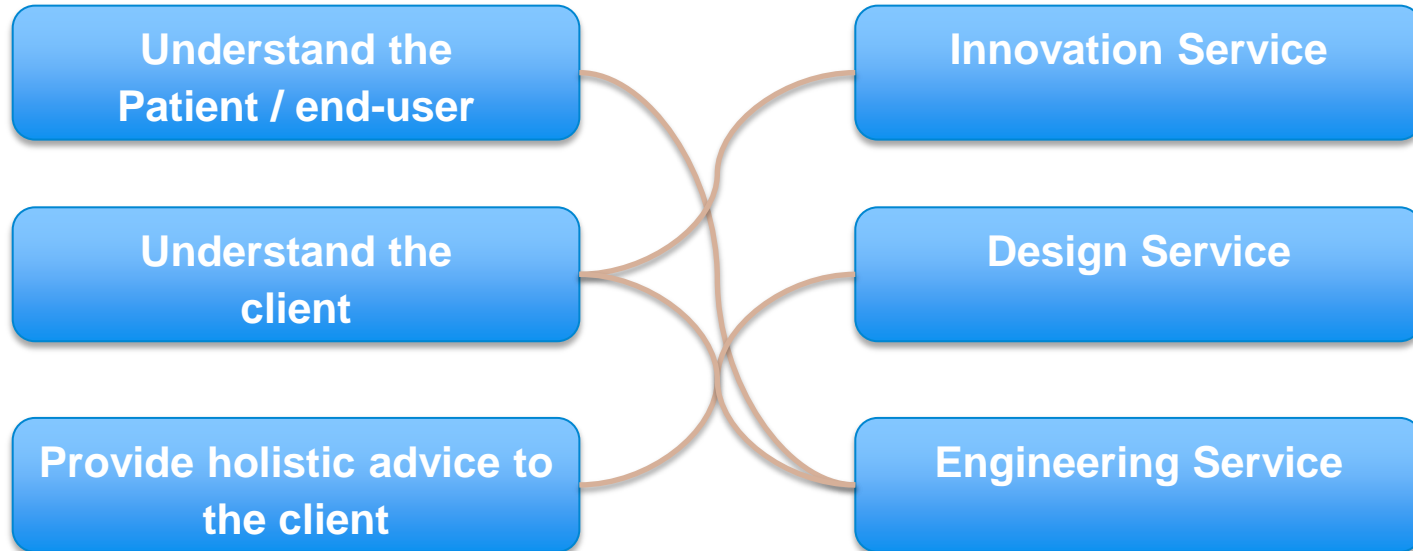 Understand the
Patient / end-user
Innovation Service
Understand the
client
Design Service
Provide holistic advice to
the client
Engineering Service